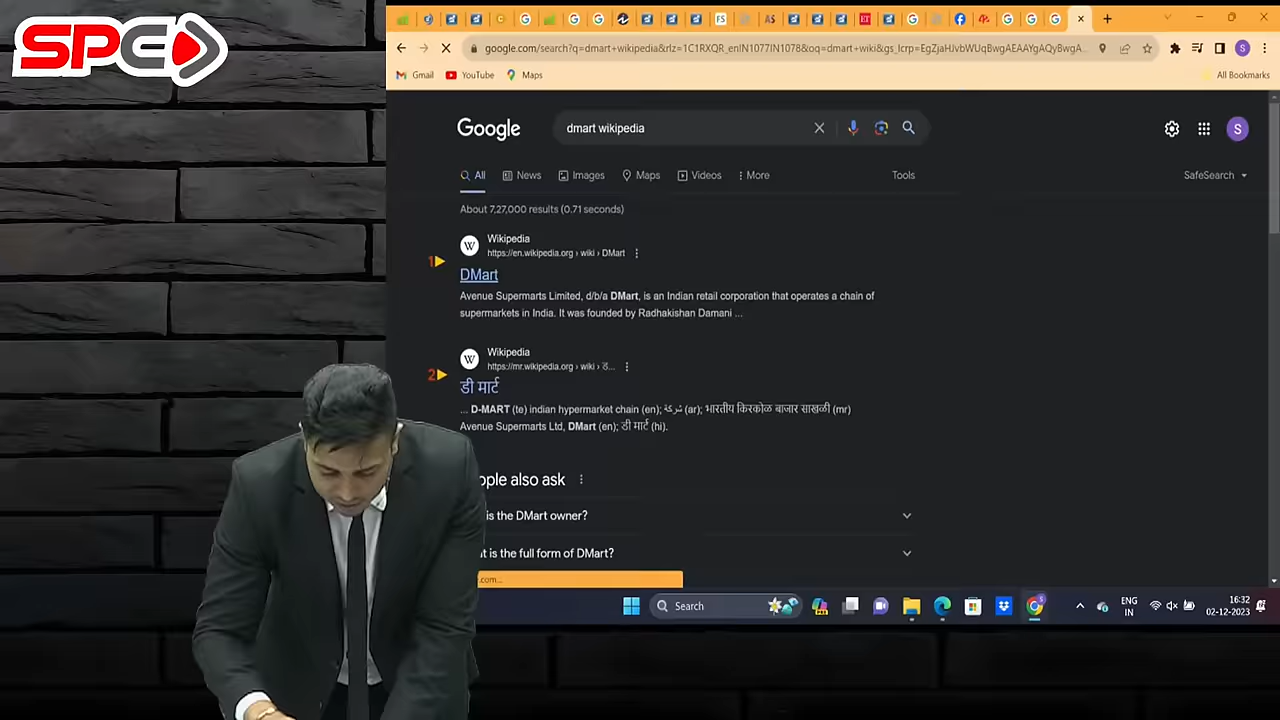 SPC
google.com/search?q=dmart+wikipedia&rlz=1C1RXQR_enIN1077IN1078&oq=dmart+wiki&gs_lcrp=EgZjaHJvbWUqBwgAEAAYgAQyBwgA...
Gmail YouTube Maps All Bookmarks
Google dmart wikipedia
All News Images Maps Videos More Tools SafeSearch
About 7,27,000 results (0.71 seconds)
Wikipedia
https://en.wikipedia.org › wiki › DMart
1
DMart
Avenue Supermarts Limited, d/b/a DMart, is an Indian retail corporation that operates a chain of
supermarkets in India. It was founded by Radhakishan Damani ...
Wikipedia
https://mr.wikipedia.org › wiki › ड...
2
डी मार्ट
... D-MART (te) indian hypermarket chain (en); شركة (ar); भारतीय किरकोळ बाजार साखळी (mr)
Avenue Supermarts Ltd, DMart (en); डी मार्ट (hi).
ople also ask
is the DMart owner?
t is the full form of DMart?
.com...
Search
ENG
IN
16:32
02-12-2023